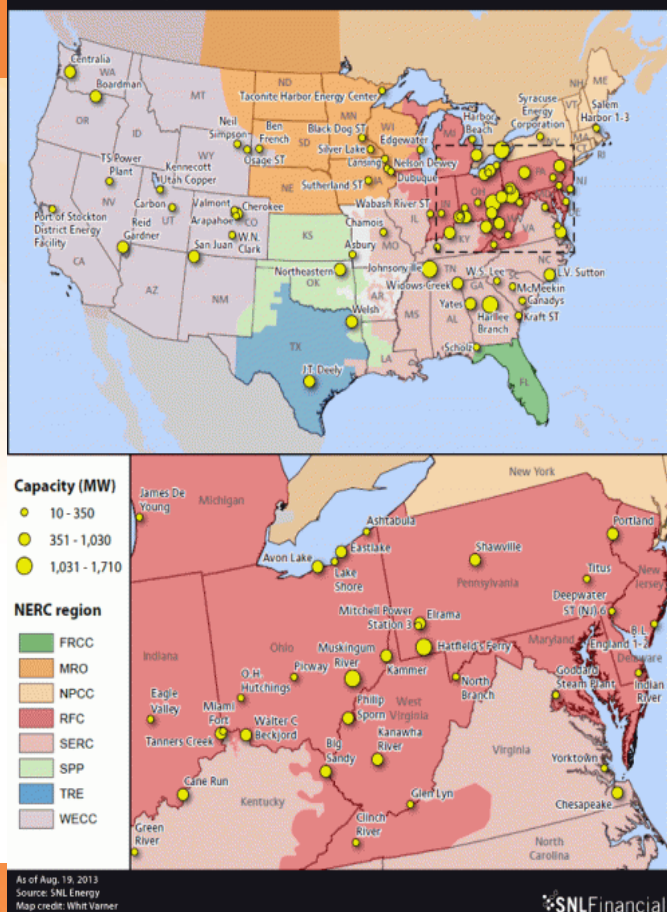 Centralia
WA
Boardman
MT
ND
OR
ID
Taconite Harbor Energy Center
MN
NH
ME
VT
Syracuse
Energy
Corporation
Salem
Harbor 1-3
MA
CT
RI
Neil
Simpson
Ben
French
Osage ST
Black Dog ST
SD
WI
Edgewater
MI
Harbor
Beach
Silver Lake
Lansing
Nelson Dewey
Dubuque
WY
TS Power
Plant
Kennecott
Utah Copper
Sutherland ST
IA
NE
PA
NJ
OH
Wabash River ST
IL
IN
Port of Stockton
District Energy
Facility
Carbon
Reid
Gardner
NV
UT
Valmont
Cherokee
Arapahoe
CO
W.N.
Clark
San Juan
KS
Chamois
MO
Asbury
KY
VA
CA
AZ
NM
Northeastern
OK
Johnsonville
TN
NC
L.V. Sutton
Widows Creek
W.S. Lee
SC
McMeekin
Canadys
AR
Welsh
MS
AL
GA
Yates
Harllee
Branch
Kraft ST
TX
LA
Scholz
J.T. Deely
FL
Capacity (MW)
10 - 350
351 - 1,030
1,031 - 1,710
NERC region
FRCC
MRO
NPCC
RFC
SERC
SPP
TRE
WECC
New York
James De
Young
Michigan
Ashtabula
Portland
Avon Lake
Eastlake
Lake
Shore
Shawville
Titus
New
Jersey
Pennsylvania
Deepwater
ST (NJ) 6
Mitchell Power
Station 3
Elrama
B.L.
England 1-2
Indiana
Ohio
Muskingum
River
Hatfield's Ferry
Maryland
Delaware
Picway
Kammer
O.H.
Hutchings
North
Branch
Goddard
Steam Plant
Indian
River
Eagle
Valley
Miami
Fort
Philip
Sporn
West
Virginia
Tanners Creek
Walter C
Beckjord
Kanawha
River
Virginia
Big
Sandy
Yorktown
Cane Run
Kentucky
Glen Lyn
Chesapeake
Green
River
Clinch
River
North
Carolina
As of Aug. 19, 2013
Source: SNL Energy
Map credit: Whit Varner
SNLFinancial